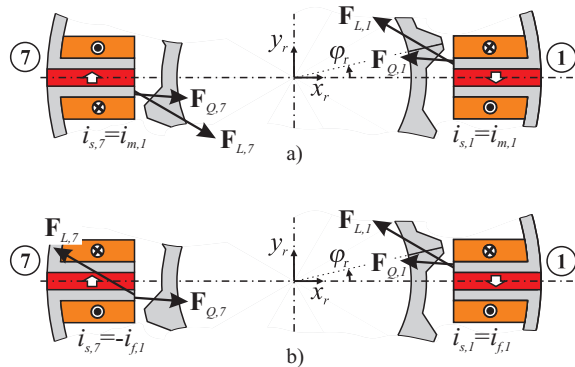 7
F_{L,1}
y_r
φ_r
1
F_{Q,1}
F_{Q,7}
x_r
i_{s,7}=i_{m,1}
F_{L,7}
i_{s,1}=i_{m,1}
a)
F_{L,7}
F_{L,1}
7
y_r
φ_r
1
F_{Q,1}
F_{Q,7}
x_r
i_{s,7}=-i_{f,1}
i_{s,1}=i_{f,1}
b)